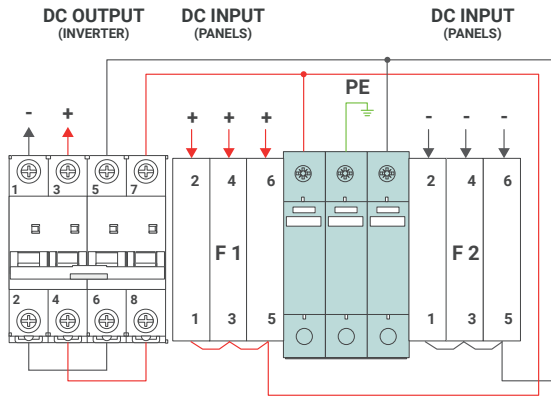 DC OUTPUT
(INVERTER)
DC INPUT
(PANELS)
DC INPUT
(PANELS)
PE
- +
+ + +
- - -
1 3 5 7
2 4 6
2 4 6
F 1
F 2
2 4 6 8
1 3 5
1 3 5